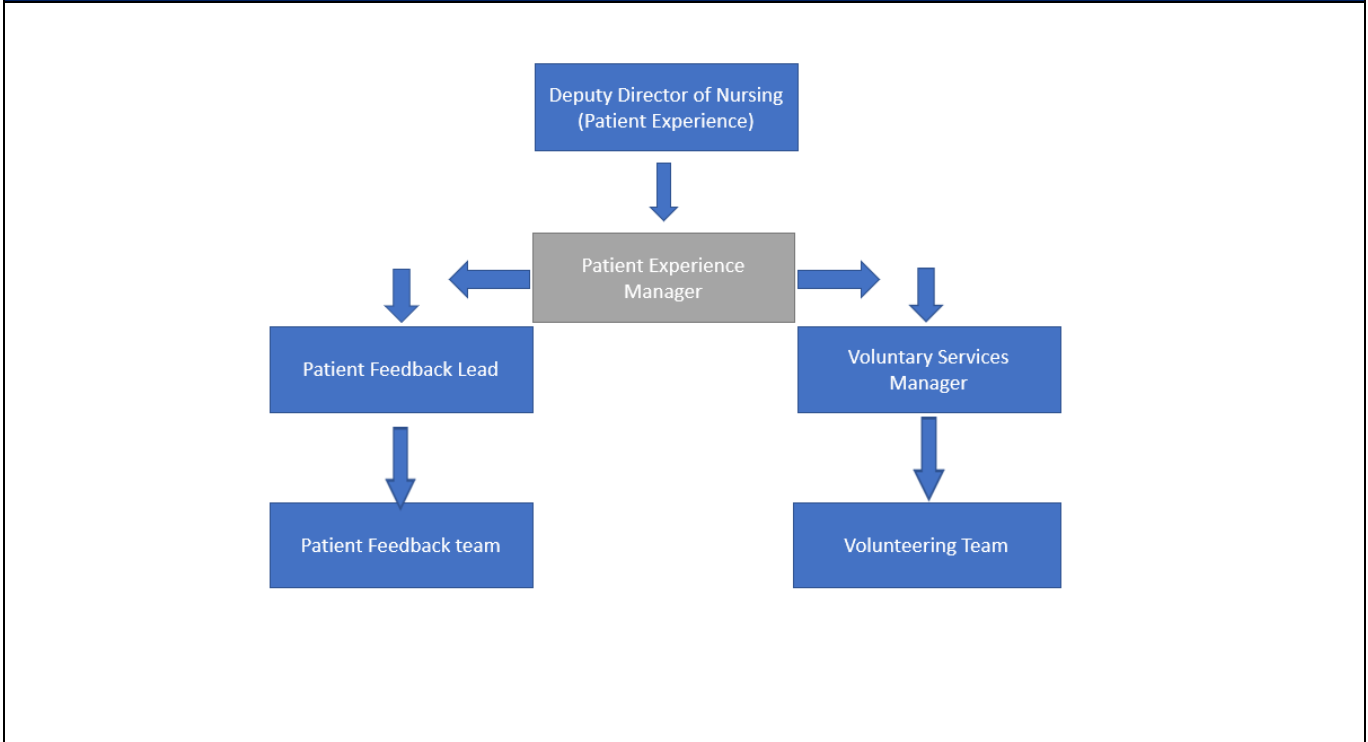 Deputy Director of Nursing
(Patient Experience)
Patient Experience
Manager
Patient Feedback Lead
Voluntary Services
Manager
Patient Feedback team
Volunteering Team